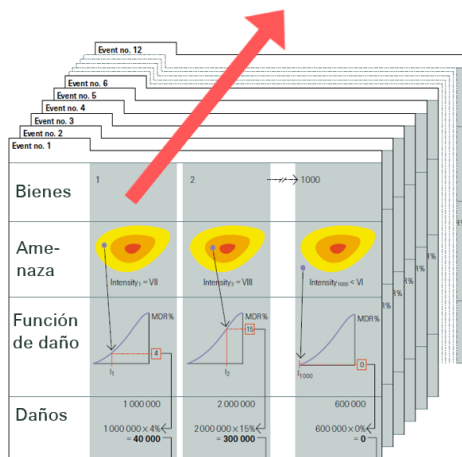 Event no. 12
Event no. 6
Event no. 5
Event no. 4
Event no. 3
Event no. 2
Event no. 1
Bienes
1
2
1000
Ame-
naza
Intensity₁ = VII
Intensity₂ = VIII
Intensity₁₀₀₀ < VI
Función
de daño
MDR%
4
I₁
MDR%
15
I₂
MDR%
0
I₁₀₀₀
Daños
1 000 000
2 000 000
600 000
1 000 000 × 4%
2 000 000 × 15%
600 000 × 0%
= 40 000
= 300 000
= 0